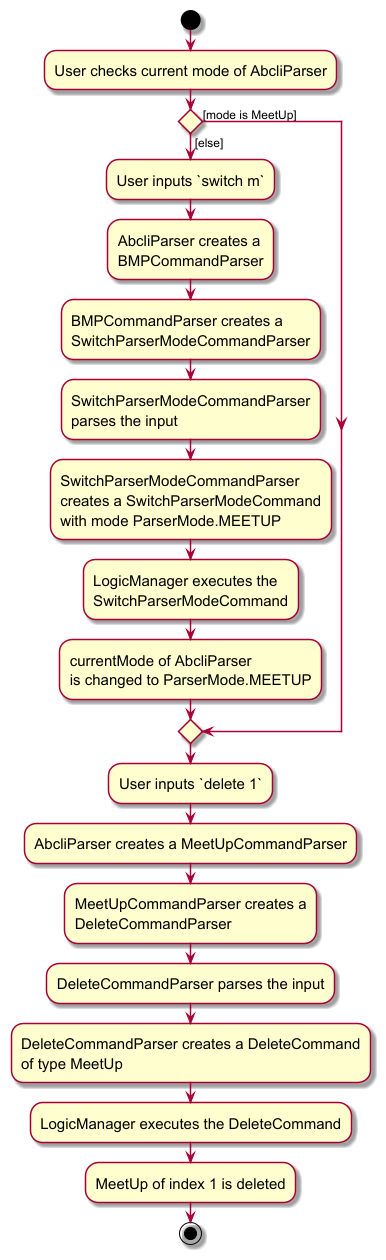 User checks current mode of AbcliParser
[mode is MeetUp]
[else]
User inputs `switch m`
AbcliParser creates a
BMPCommandParser
BMPCommandParser creates a
SwitchParserModeCommandParser
SwitchParserModeCommandParser
parses the input
SwitchParserModeCommandParser
creates a SwitchParserModeCommand
with mode ParserMode.MEETUP
LogicManager executes the
SwitchParserModeCommand
currentMode of AbcliParser
is changed to ParserMode.MEETUP
User inputs `delete 1`
AbcliParser creates a MeetUpCommandParser
MeetUpCommandParser creates a
DeleteCommandParser
DeleteCommandParser parses the input
DeleteCommandParser creates a DeleteCommand
of type MeetUp
LogicManager executes the DeleteCommand
MeetUp of index 1 is deleted